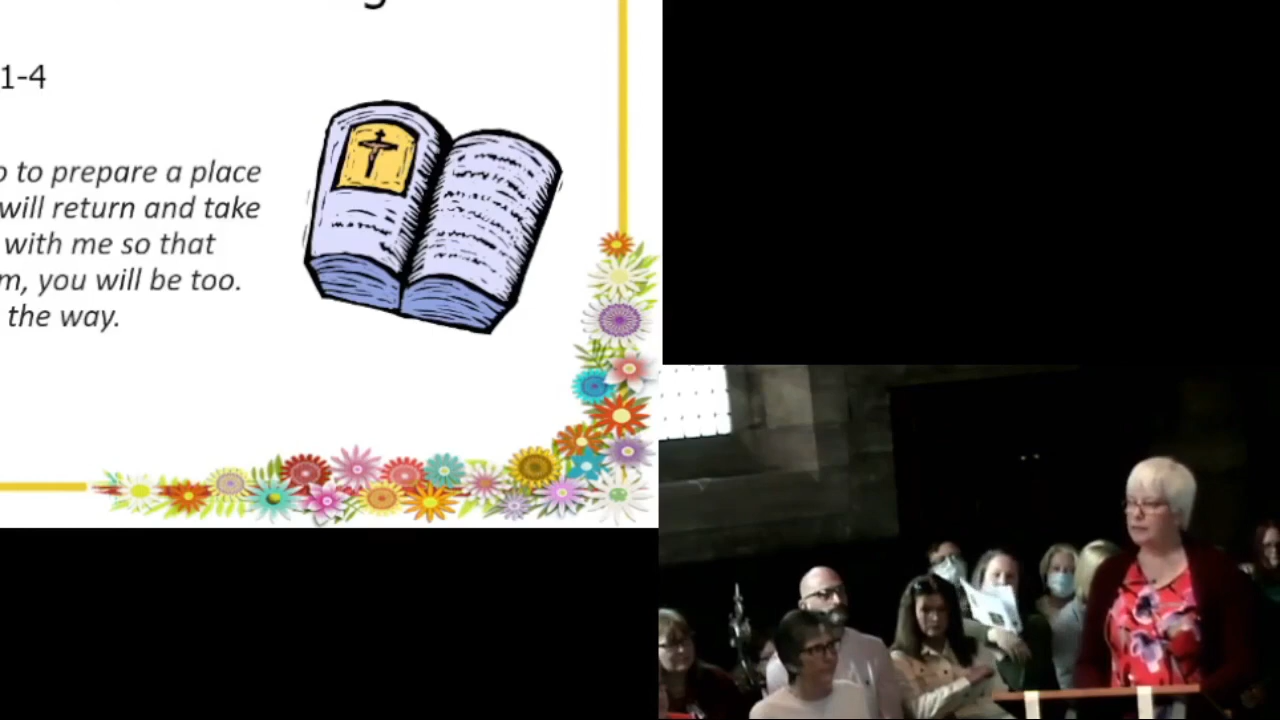 g
1-4
o to prepare a place
will return and take
with me so that
m, you will be too.
the way.